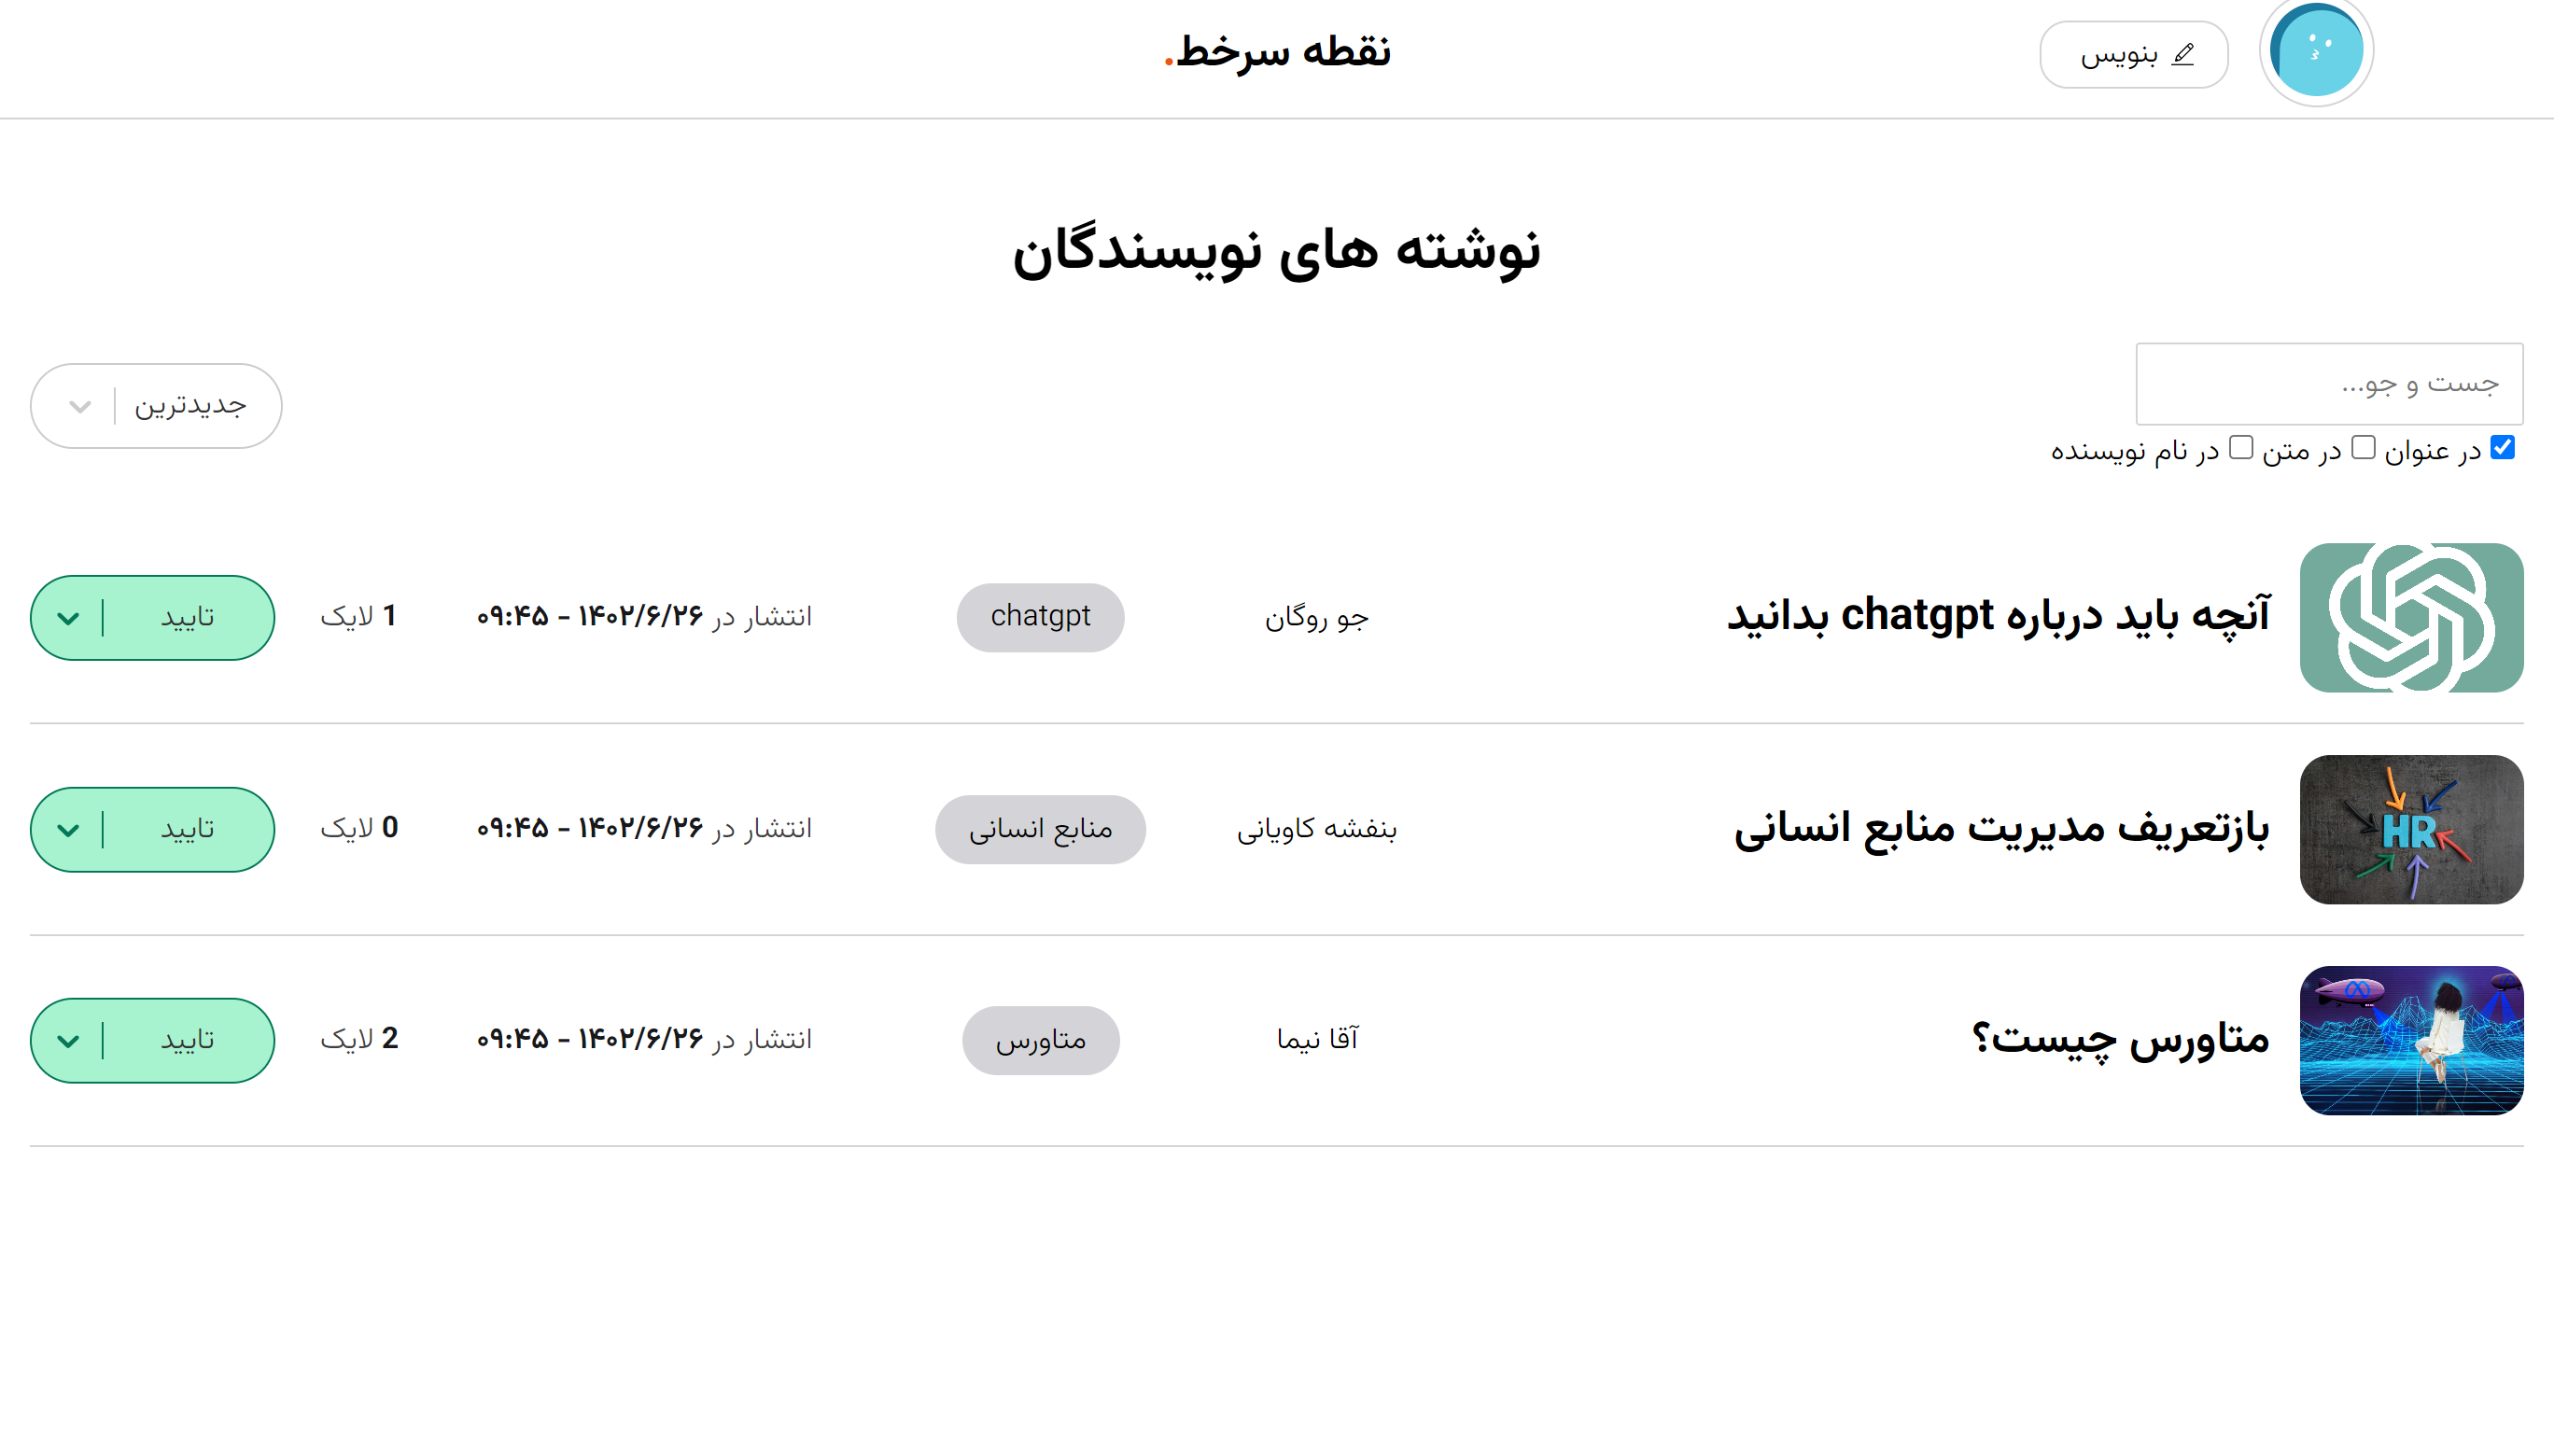 بنویس
نقطه سرخط.
نوشته های نویسندگان
جست و جو...
جدیدترین
در عنوان در متن در نام نویسنده
آنچه باید درباره chatgpt بدانید
جو روگان
chatgpt
انتشار در ۱۴۰۲/۶/۲۶ - ۰۹:۴۵
1 لایک
تایید
HR
بازتعریف مدیریت منابع انسانی
بنفشه کاویانی
منابع انسانی
انتشار در ۱۴۰۲/۶/۲۶ - ۰۹:۴۵
0 لایک
تایید
متاورس چیست؟
آقا نیما
متاورس
انتشار در ۱۴۰۲/۶/۲۶ - ۰۹:۴۵
2 لایک
تایید